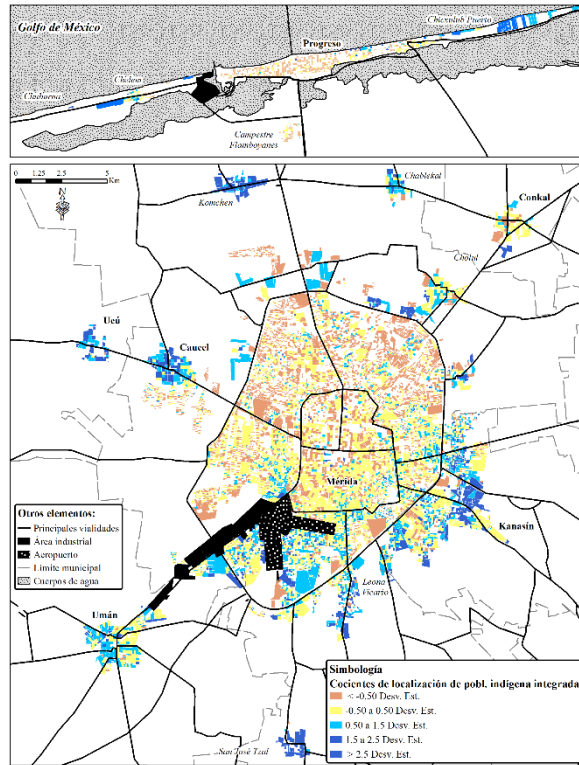 Golfo de México
Chicxulub Puerto
Progreso
Chelem
Chuburna
Campestre
Flamboyanes
0 1.25 2.5 5
Km
N
Komchen
Chablekal
Conkal
Cholul
Ucú
Caucel
Mérida
Kanasín
Otros elementos:
Principales vialidades
Área industrial
Aeropuerto
Límite municipal
Cuerpos de agua
Leona
Vicario
Umán
San José Tzal
Simbología
Cocientes de localización de pobl. indígena integrada
< -0.50 Desv. Est.
-0.50 a 0.50 Desv. Est.
0.50 a 1.5 Desv. Est.
1.5 a 2.5 Desv. Est.
> 2.5 Desv. Est.